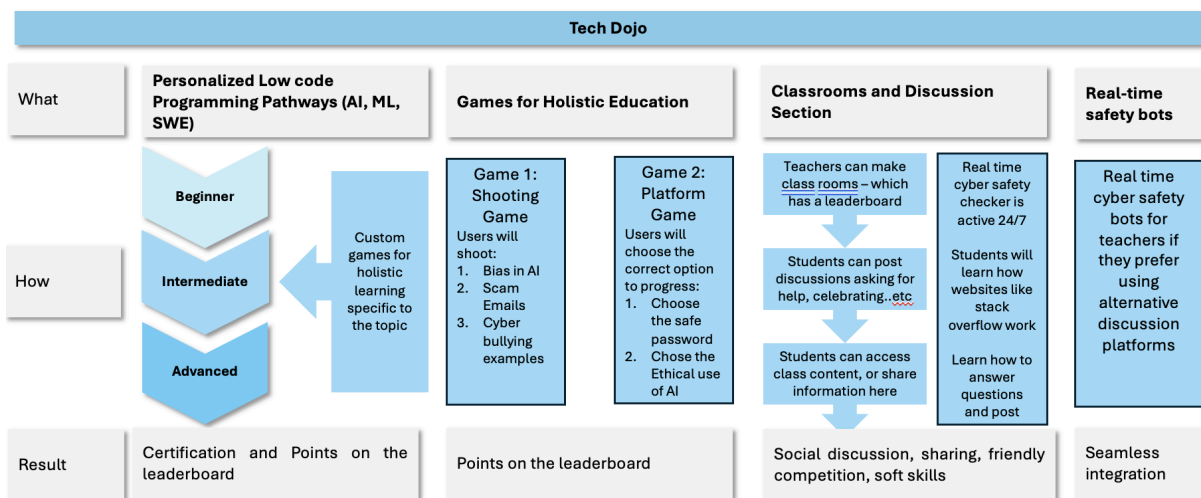 Tech Dojo
What
Personalized Low code
Programming Pathways (AI, ML,
SWE)
Games for Holistic Education
Classrooms and Discussion
Section
Real-time
safety bots
How
Beginner
Intermediate
Advanced
Custom
games for
holistic
learning
specific to
the topic
Game 1:
Shooting
Game
Users will
shoot:
1. Bias in AI
2. Scam
Emails
3. Cyber
bullying
examples
Game 2:
Platform
Game
Users will
choose the
correct option
to progress:
1. Choose
the safe
password
2. Chose the
Ethical use
of AI
Teachers can make
class rooms – which
has a leaderboard
Students can post
discussions asking for
help, celebrating..etc
Students can access
class content, or share
information here
Real time
cyber safety
checker is
active 24/7
Students will
learn how
websites like
stack
overflow work
Learn how to
answer
questions
and post
Real time
cyber safety
bots for
teachers if
they prefer
using
alternative
discussion
platforms
Result
Certification and Points on the
leaderboard
Points on the leaderboard
Social discussion, sharing, friendly
competition, soft skills
Seamless
integration